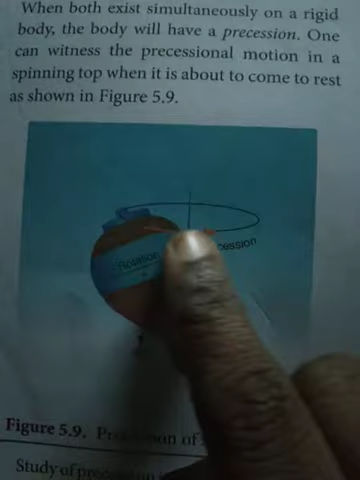 When both exist simultaneously on a rigid
body, the body will have a precession. One
can witness the precessional motion in a
spinning top when it is about to come to rest
as shown in Figure 5.9.
cession
Rotation
Figure 5.9. of
Study of